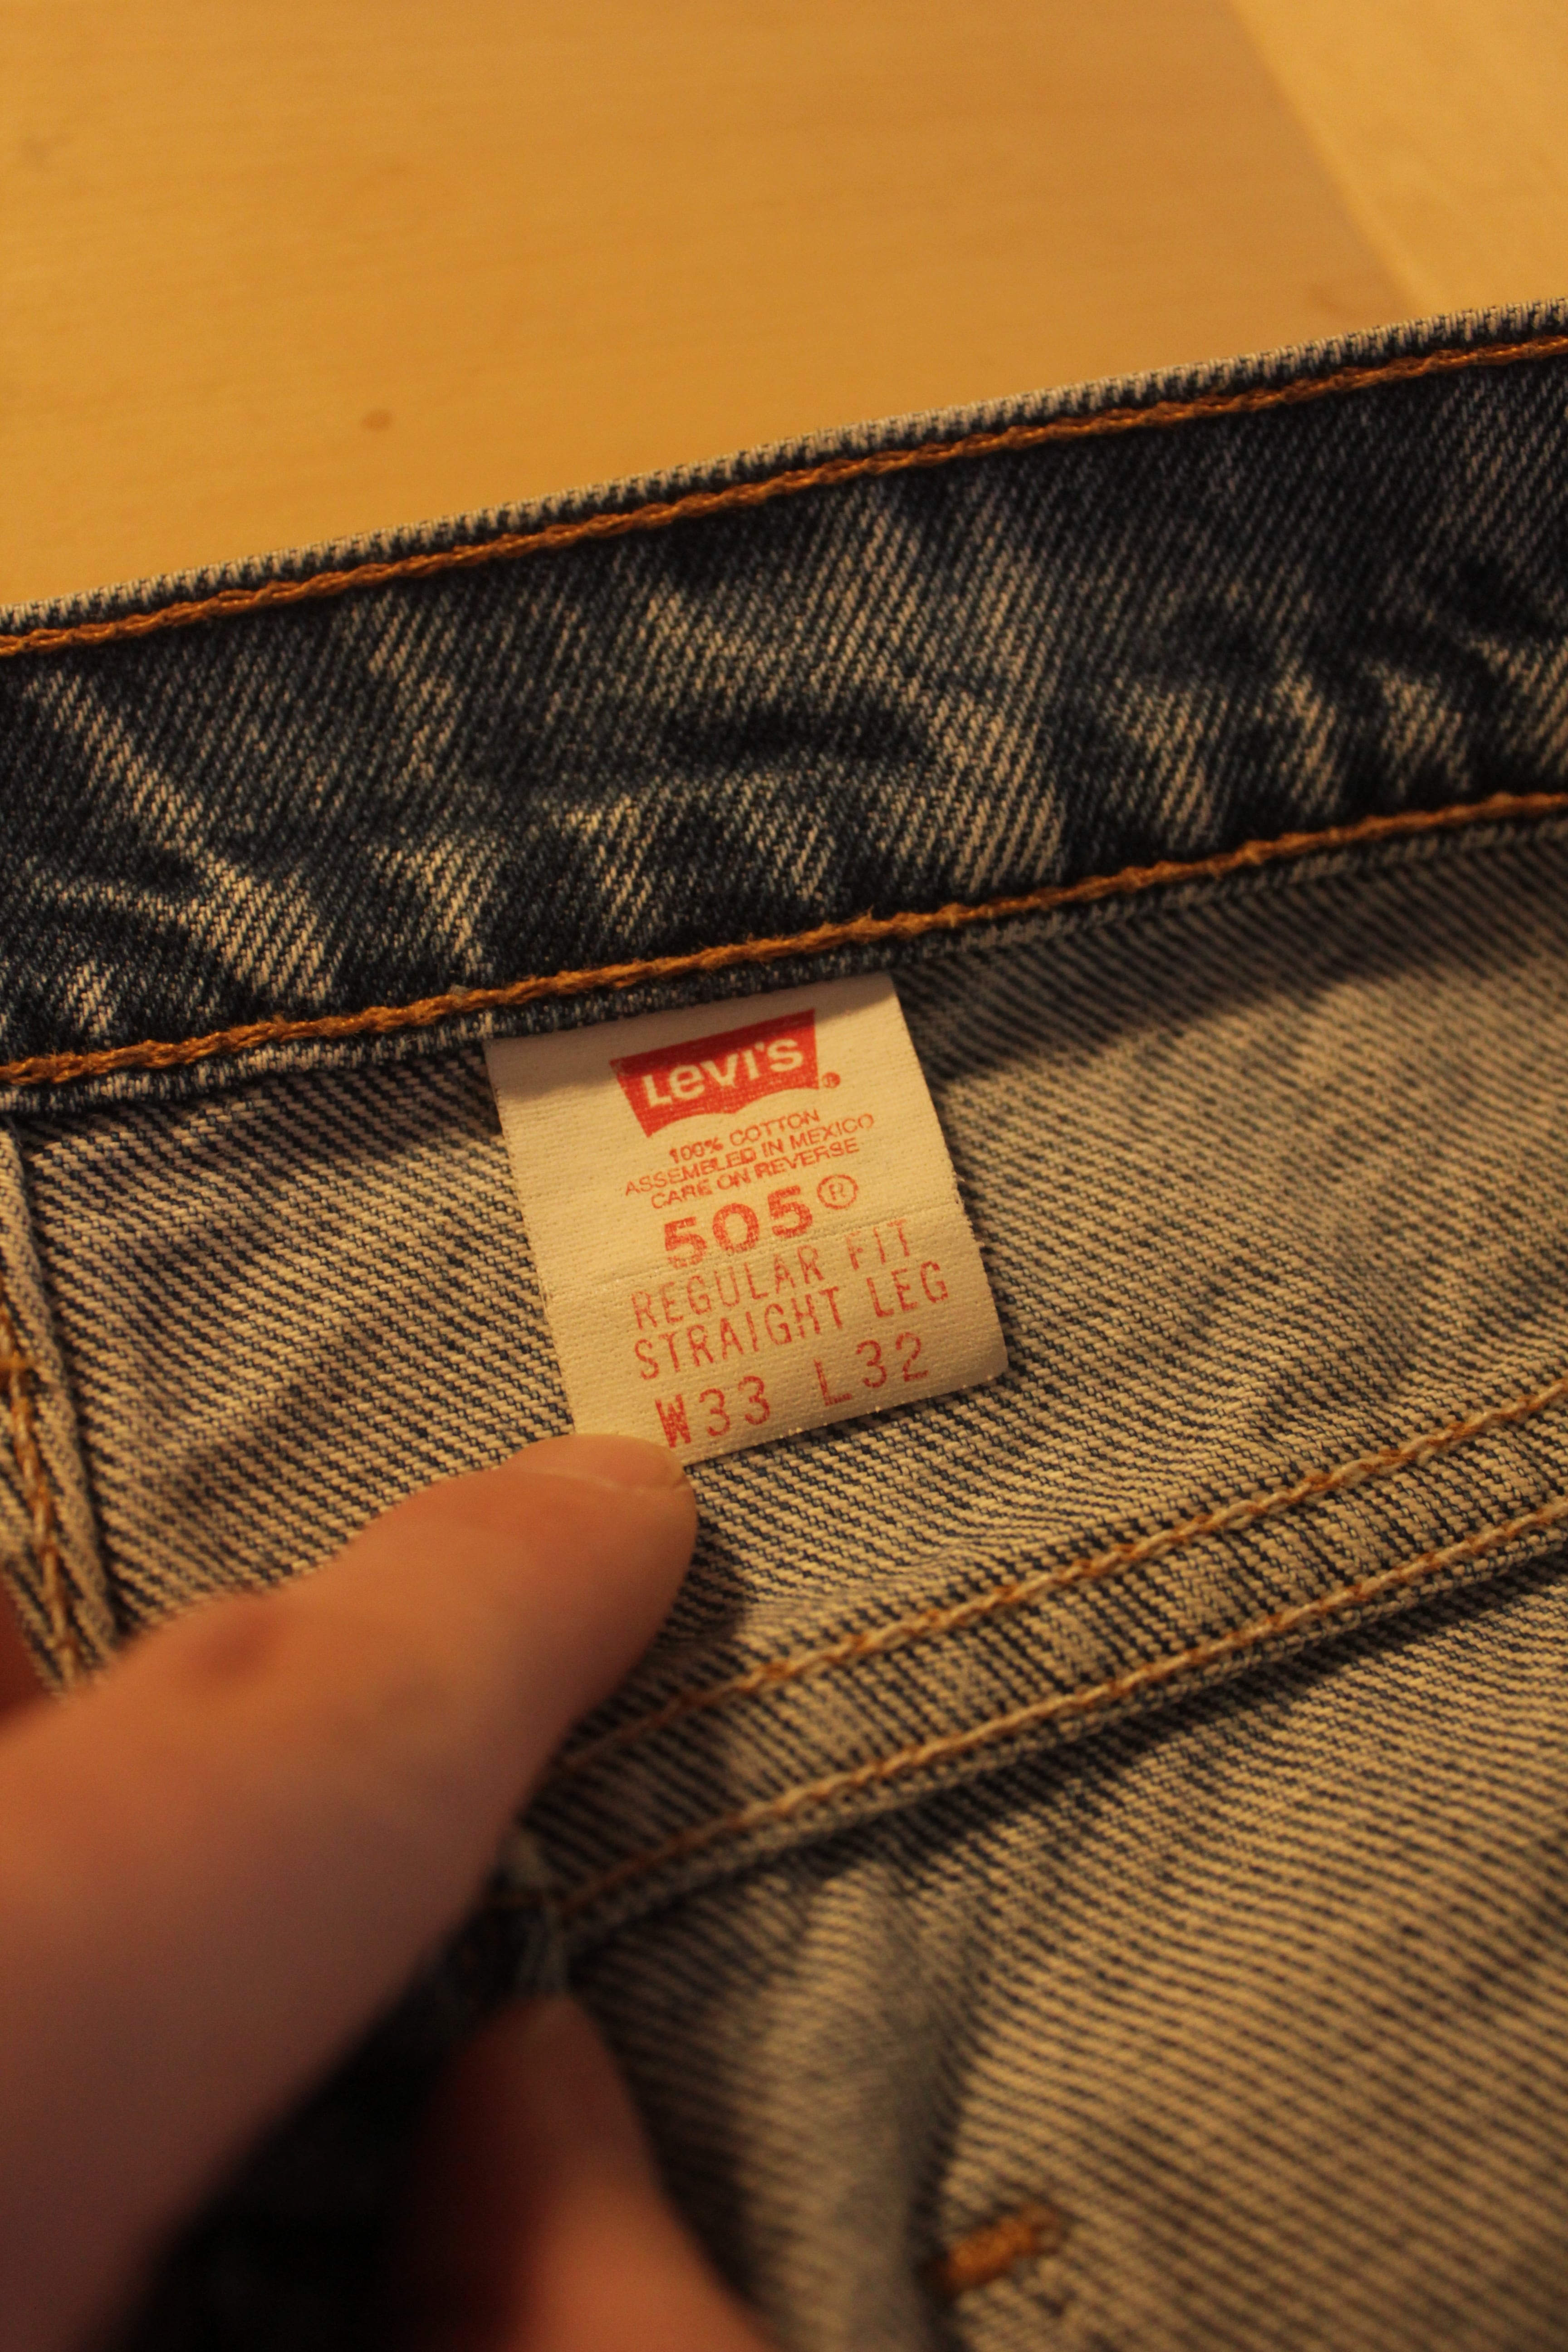 Levi's®
100% COTTON
ASSEMBLED IN MEXICO
CARE ON REVERSE
505®
REGULAR FIT
STRAIGHT LEG
W33 L32